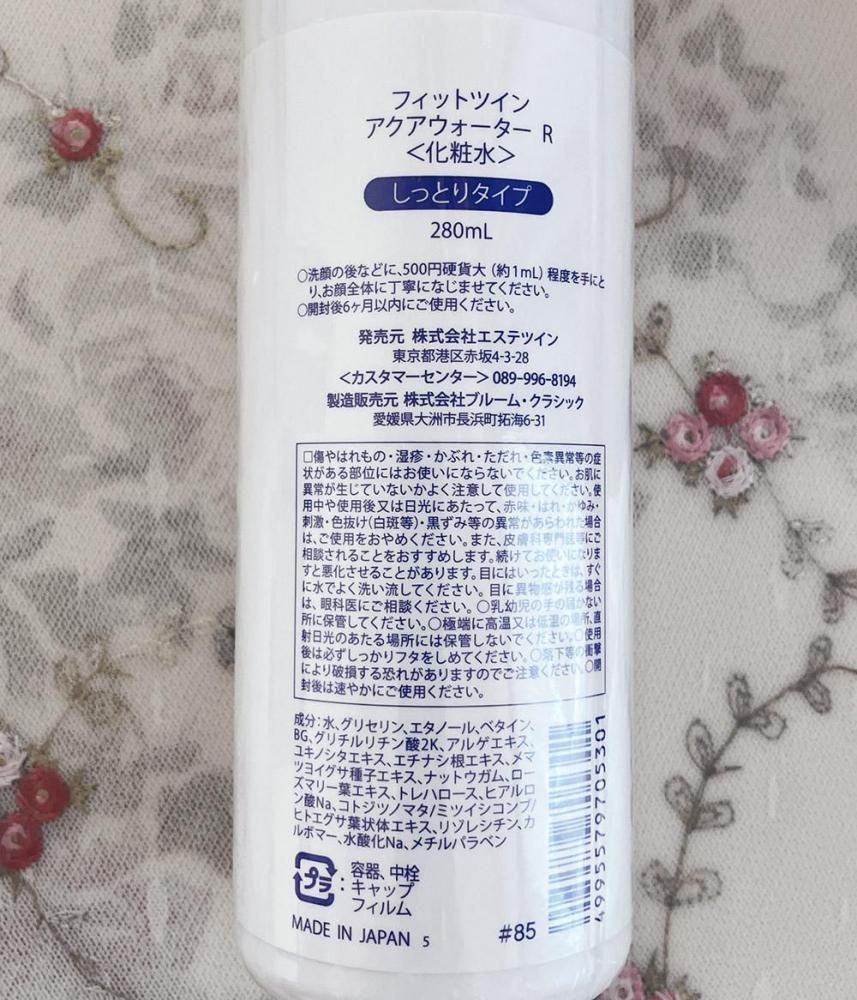 フィットツイン
アクアウォーター R
<化粧水>
しっとりタイプ
280mL
○洗顔の後などに、500円硬貨大（約1mL）程度を手にと
り、お顔全体に丁寧になじませてください。
○開封後6ヶ月以内にご使用ください。
発売元 株式会社エステツイン
東京都港区赤坂4-3-28
<カスタマーセンター>089-996-8194
製造販売元 株式会社ブルーム・クラシック
愛媛県大洲市長浜町拓海6-31
□傷やはれもの・湿疹・かぶれ・ただれ・色素異常等の症
状がある部位にはお使いにならないでください。お肌に
異常が生じていないかよく注意して使用してください。使
用中や使用後又は日光にあたって、赤味・はれ・かゆみ・
刺激・色抜け(白斑等)・黒ずみ等の異常があらわれた場合
は、ご使用をおやめください。また、皮膚科専門医等にご
相談されることをおすすめします。続けてお使いになりま
すと悪化させることがあります。目にはいったときは、すぐ
に水でよく洗い流してください。目に異物感が残る場合
は、眼科医にご相談ください。○乳幼児の手の届かない
所に保管してください。○極端に高温又は低温の場所、直
射日光のあたる場所には保管しないでください。○使用
後は必ずしっかりフタをしめてください。○落下等の衝撃
により破損する恐れがありますのでご注意ください。○開
封後は速やかにご使用ください。
成分：水、グリセリン、エタノール、ベタイン、
BG、グリチルリチン酸2K、アルゲエキス、
ユキノシタエキス、エチナシ根エキス、メマ
ツヨイグサ種子エキス、ナットウガム、ロー
ズマリー葉エキス、トレハロース、ヒアルロ
ン酸Na、コトジツノマタ/ミツイシコンブ/
ヒトエグサ葉状体エキス、リゾレシチン、カ
ルボマー、水酸化Na、メチルパラベン
プラ：容器、中栓
キャップ
フィルム
MADE IN JAPAN 5
#85
4995579705301